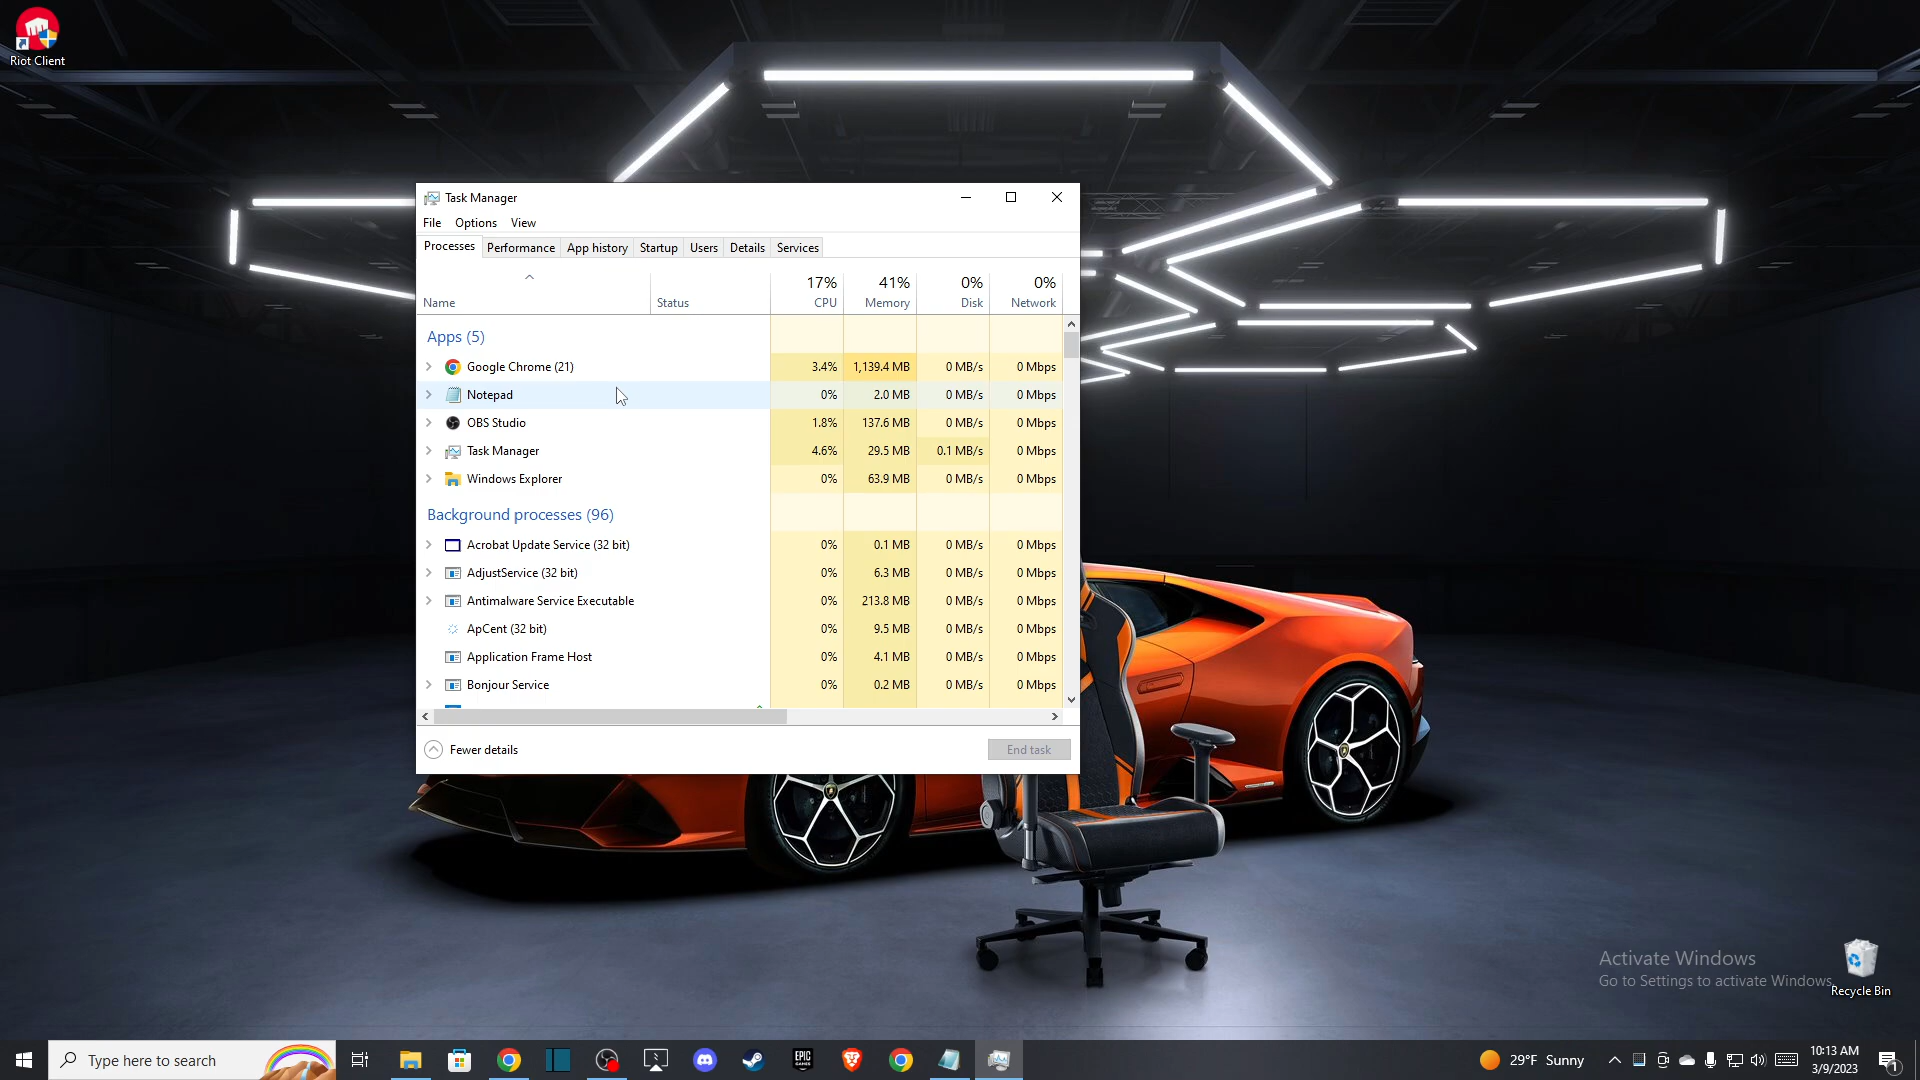 Riot Client
Task Manager
File Options View
Processes Performance App history Startup Users Details Services
17% 41% 0% 0%
Name Status CPU Memory Disk Network
Apps (5)
Google Chrome (21) 3.4% 1,139.4 MB 0 MB/s 0 Mbps
Notepad 0% 2.0 MB 0 MB/s 0 Mbps
OBS Studio 1.8% 137.6 MB 0 MB/s 0 Mbps
Task Manager 4.6% 29.5 MB 0.1 MB/s 0 Mbps
Windows Explorer 0% 63.9 MB 0 MB/s 0 Mbps
Background processes (96)
Acrobat Update Service (32 bit) 0% 0.1 MB 0 MB/s 0 Mbps
AdjustService (32 bit) 0% 6.3 MB 0 MB/s 0 Mbps
Antimalware Service Executable 0% 213.8 MB 0 MB/s 0 Mbps
ApCent (32 bit) 0% 9.5 MB 0 MB/s 0 Mbps
Application Frame Host 0% 4.1 MB 0 MB/s 0 Mbps
Bonjour Service 0% 0.2 MB 0 MB/s 0 Mbps
Fewer details End task
Activate Windows
Go to Settings to activate Windows.
Recycle Bin
Type here to search
EPIC
GAMES
29°F Sunny
10:13 AM
3/9/2023
1